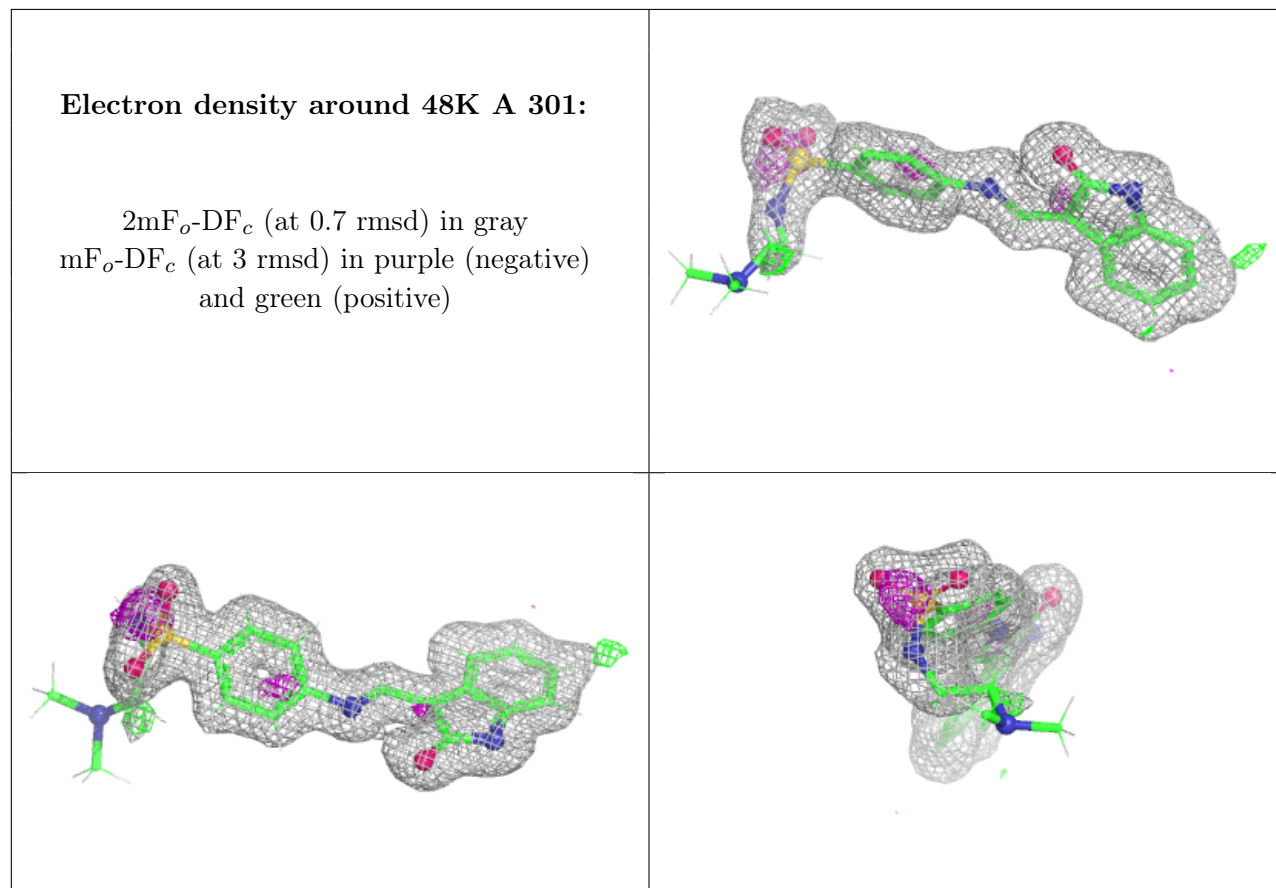 Electron density around 48K A 301:
2mFo-DFc (at 0.7 rmsd) in gray
mFo-DFc (at 3 rmsd) in purple (negative)
and green (positive)